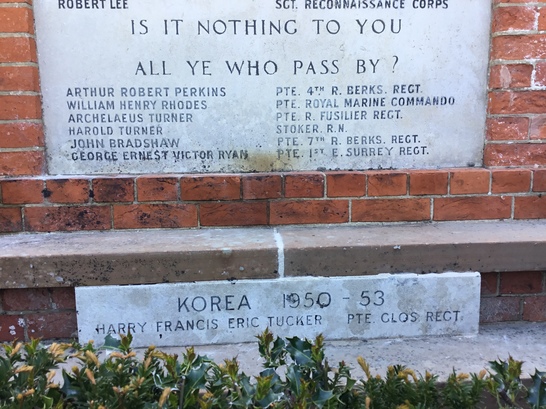 ROBERT LEE SGT. RECONNAISSANCE CORPS
IS IT NOTHING TO YOU
ALL YE WHO PASS BY?
ARTHUR ROBERT PERKINS PTE. 4TH R. BERKS. REGT.
WILLIAM HENRY RHODES PTE. ROYAL MARINE COMMANDO
ARCHELAEUS TURNER PTE. R. FUSILIER REGT.
HAROLD TURNER STOKER. R.N.
JOHN BRADSHAW PTE. 7TH R. BERKS. REGT.
GEORGE ERNEST VICTOR RYAN PTE. 1ST E. SURREY REGT.
KOREA 1950 - 53
HARRY FRANCIS ERIC TUCKER PTE. GLOS REGT.